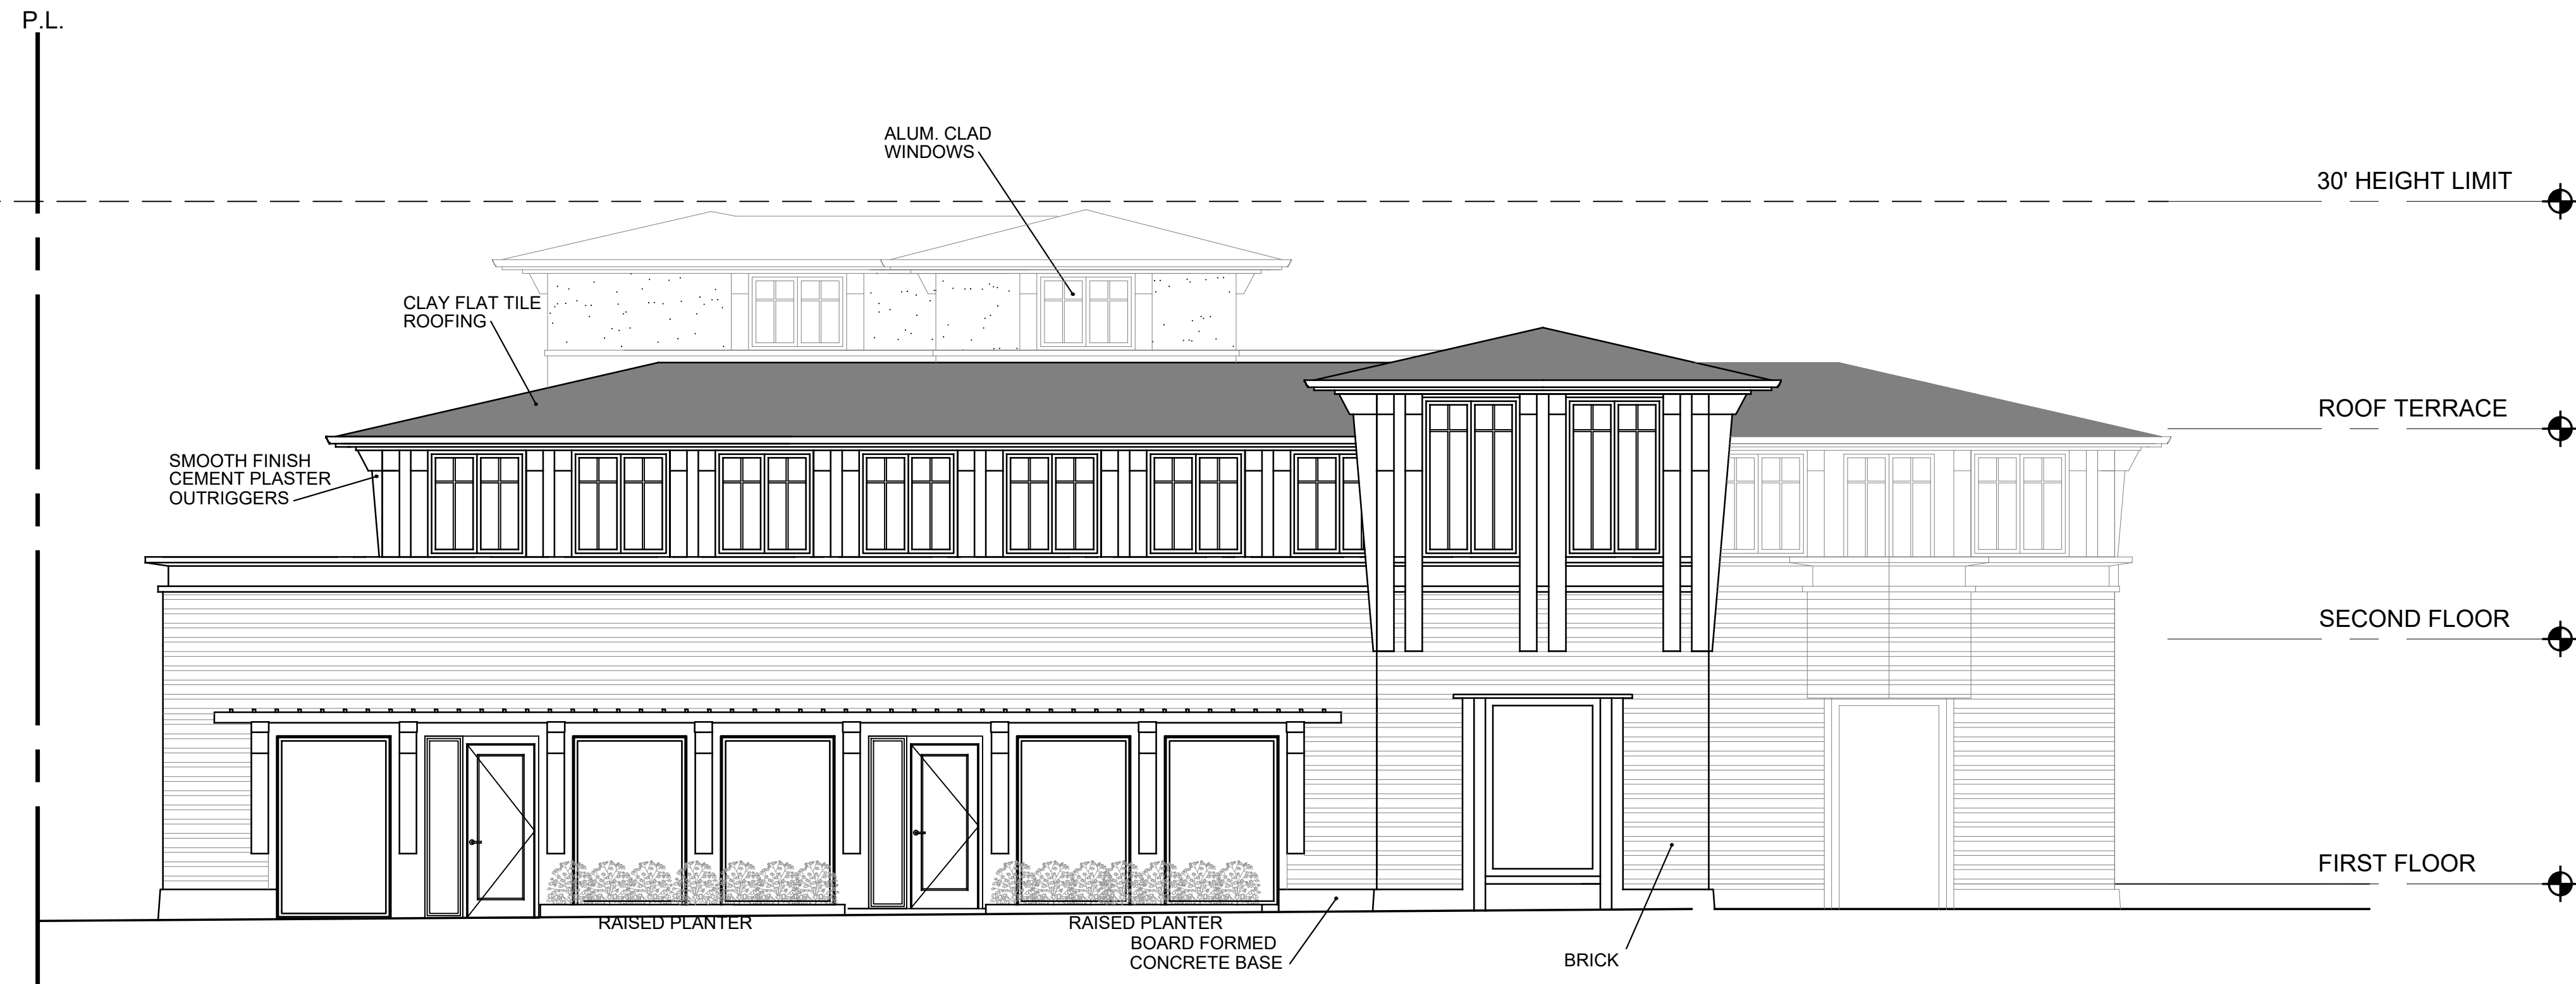 P.L.
ALUM. CLAD
WINDOWS
30' HEIGHT LIMIT
CLAY FLAT TILE
ROOFING
ROOF TERRACE
SMOOTH FINISH
CEMENT PLASTER
OUTRIGGERS
SECOND FLOOR
FIRST FLOOR
RAISED PLANTER
RAISED PLANTER
BOARD FORMED
CONCRETE BASE
BRICK